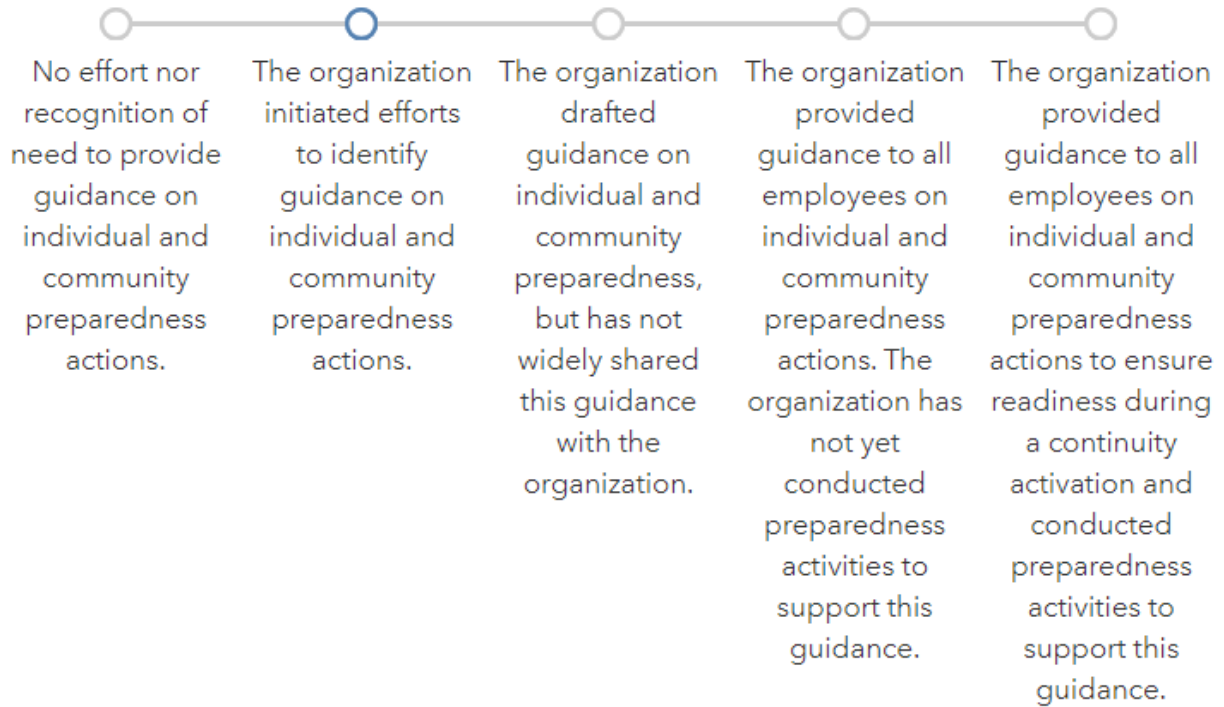 No effort nor
recognition of
need to provide
guidance on
individual and
community
preparedness
actions.
The organization
initiated efforts
to identify
guidance on
individual and
community
preparedness
actions.
The organization
drafted
guidance on
individual and
community
preparedness,
but has not
widely shared
this guidance
with the
organization.
The organization
provided
guidance to all
employees on
individual and
community
preparedness
actions. The
organization has
not yet
conducted
preparedness
activities to
support this
guidance.
The organization
provided
guidance to all
employees on
individual and
community
preparedness
actions to ensure
readiness during
a continuity
activation and
conducted
preparedness
activities to
support this
guidance.